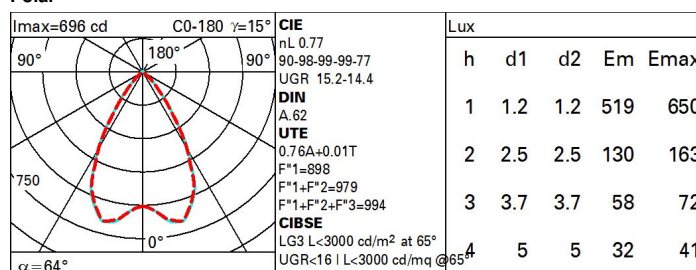 Imax=696 cd C0-180 γ=15°
90° 180° 90°
750
0°
α=64°
CIE
nL 0.77
90-98-99-99-77
UGR 15.2-14.4
DIN
A.62
UTE
0.76A+0.01T
F"1=898
F"1+F"2=979
F"1+F"2+F"3=994
CIBSE
LG3 L<3000 cd/m² at 65°
UGR<16 | L<3000 cd/mq @65°
Lux
h d1 d2 Em Emax
1 1.2 1.2 519 650
2 2.5 2.5 130 163
3 3.7 3.7 58 72
4 5 5 32 41